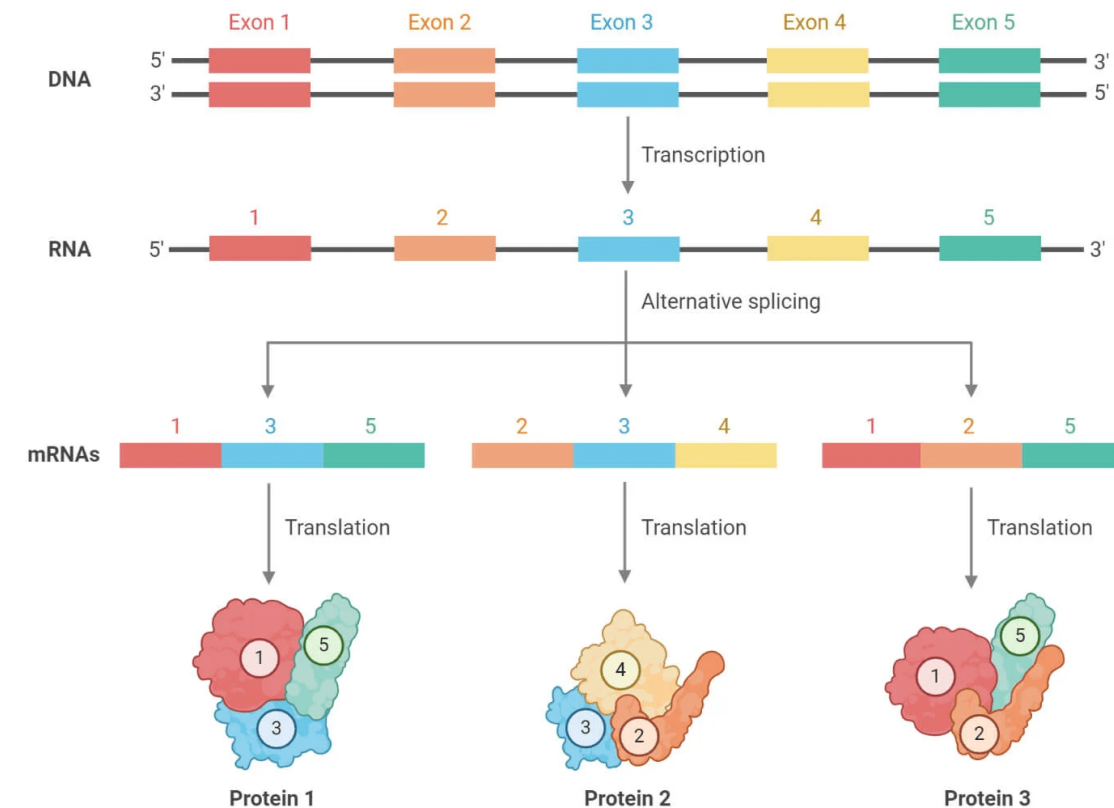 Exon 1 Exon 2 Exon 3 Exon 4 Exon 5
5' 3'
DNA
3' 5'
Transcription
1 2 3 4 5
RNA 5' 3'
Alternative splicing
1 3 5 2 3 4 1 2 5
mRNAs
Translation Translation Translation
1 5 3
4 3 2
5 1 2
Protein 1 Protein 2 Protein 3